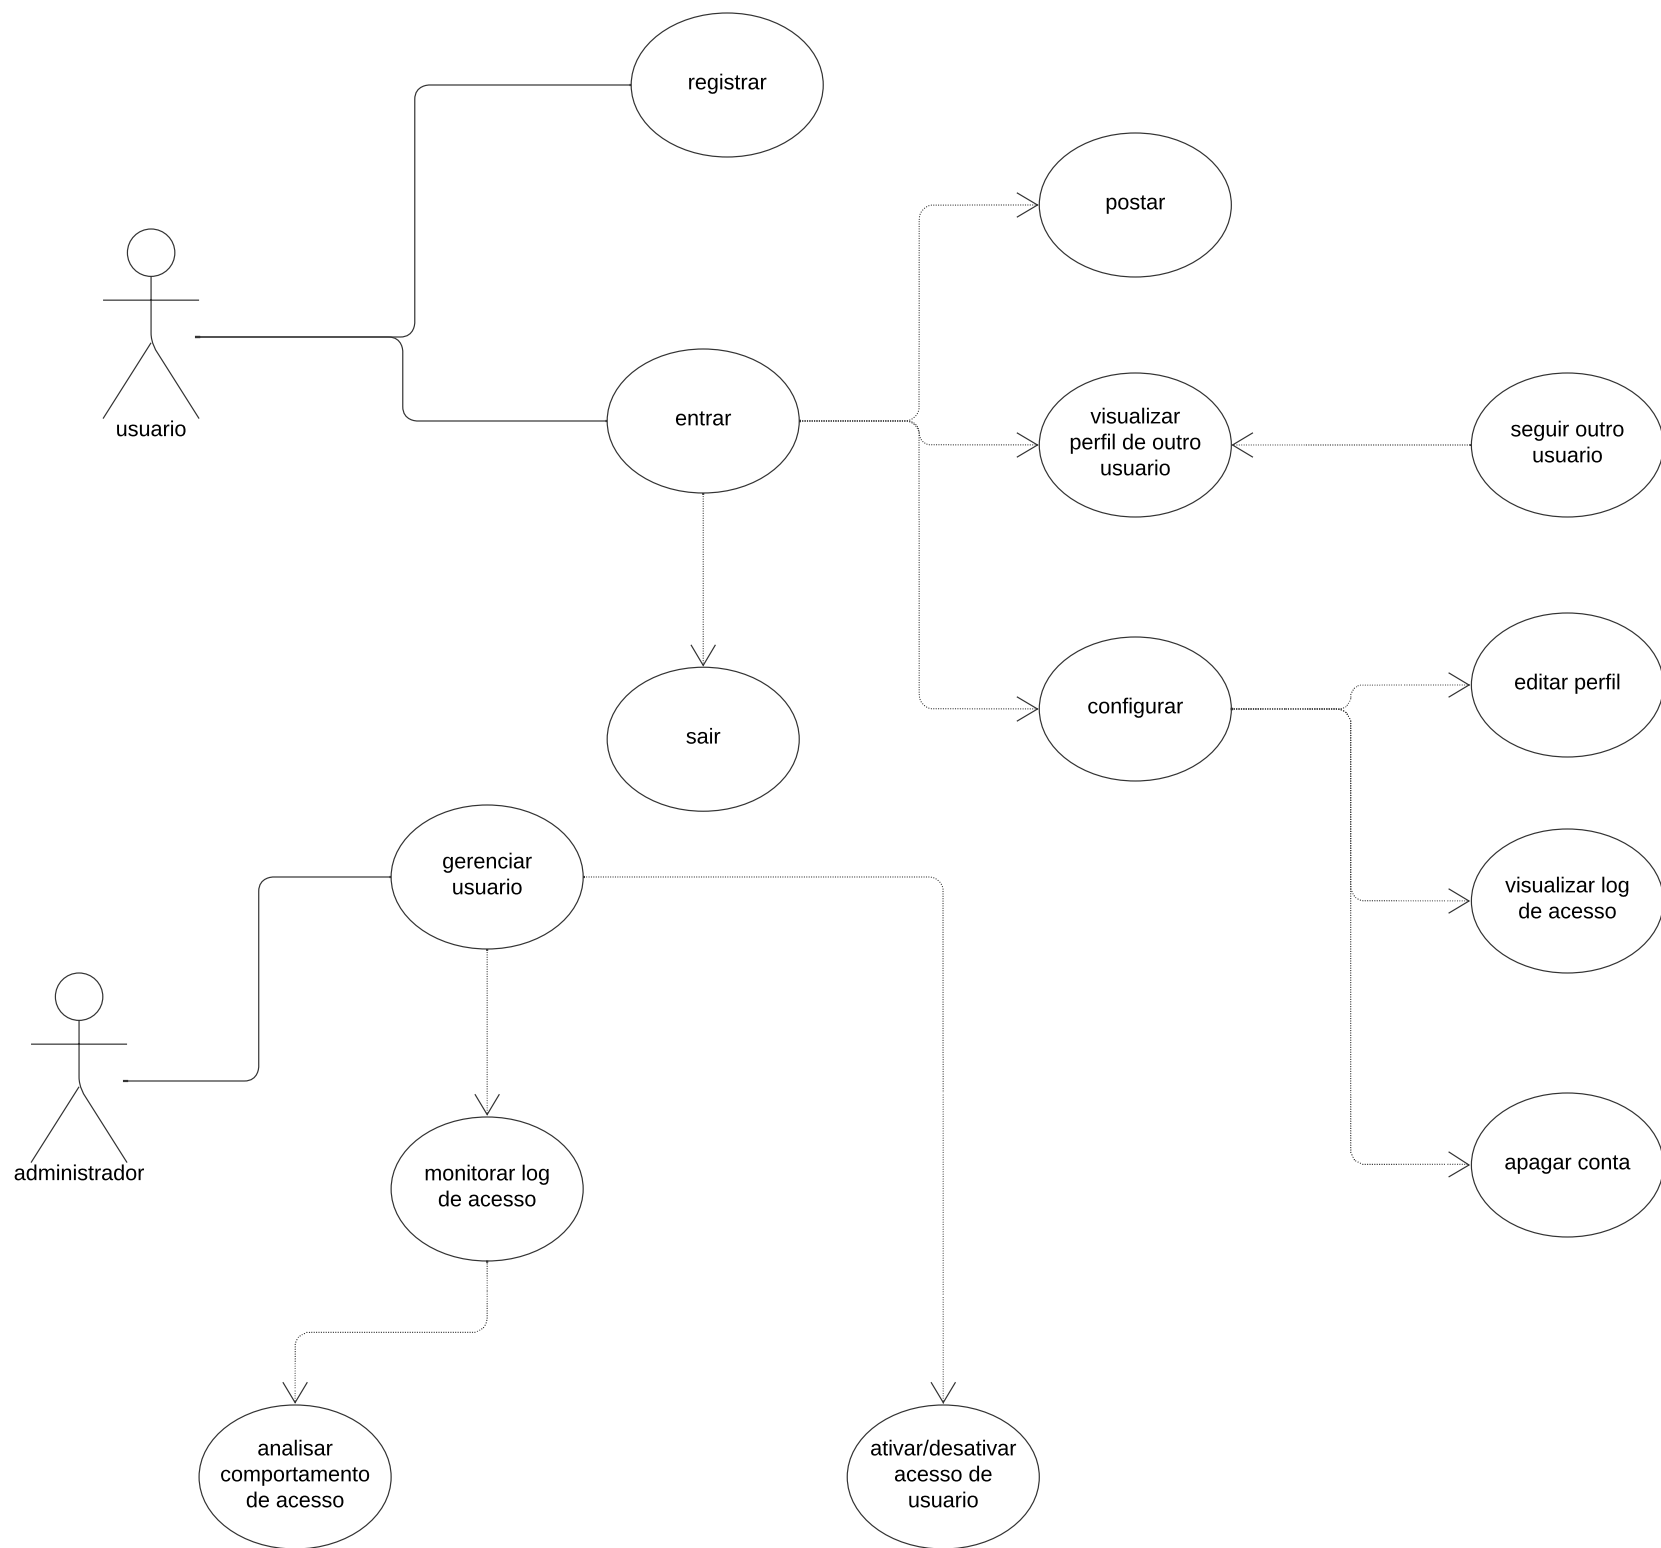 registrar
postar
usuario
entrar
visualizar
perfil de outro
usuario
seguir outro
usuario
sair
configurar
editar perfil
gerenciar
usuario
visualizar log
de acesso
administrador
monitorar log
de acesso
apagar conta
analisar
comportamento
de acesso
ativar/desativar
acesso de
usuario